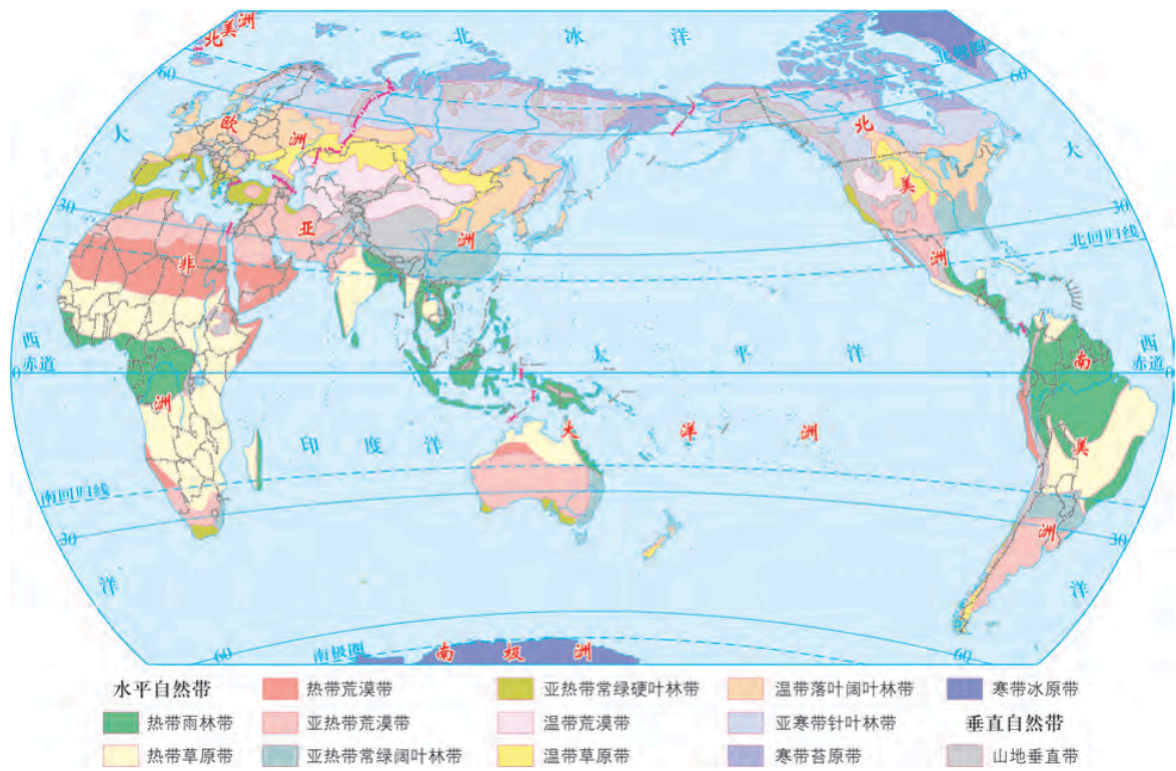 北美洲
北冰洋
北极圈
60
60
大
欧
洲
北
大
美
30
30
亚
洲
洲
北回归线
非
西
太平洋
西
赤道
赤道
南
0
0
洲
大洋洲
印度洋
美
南回归线
洲
30
30
洋
洋
60
南极圈
南极洲
60
水平自然带
热带荒漠带
亚热带常绿硬叶林带
温带落叶阔叶林带
寒带冰原带
热带雨林带
亚热带荒漠带
温带荒漠带
亚寒带针叶林带
垂直自然带
热带草原带
亚热带常绿阔叶林带
温带草原带
寒带苔原带
山地垂直带